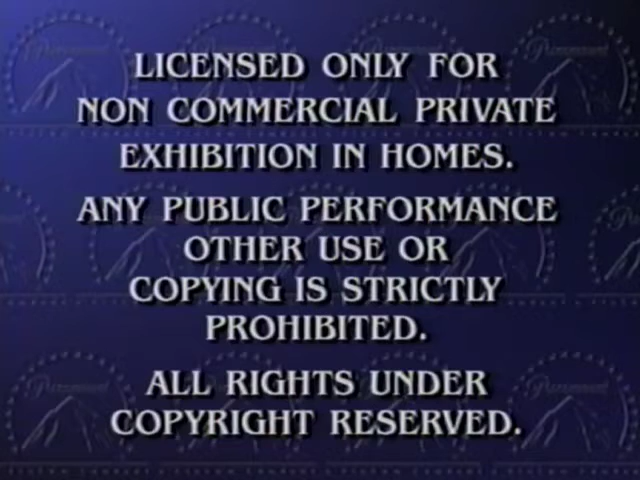 LICENSED ONLY FOR
NON COMMERCIAL PRIVATE
EXHIBITION IN HOMES.
ANY PUBLIC PERFORMANCE
OTHER USE OR
COPYING IS STRICTLY
PROHIBITED.
ALL RIGHTS UNDER
COPYRIGHT RESERVED.